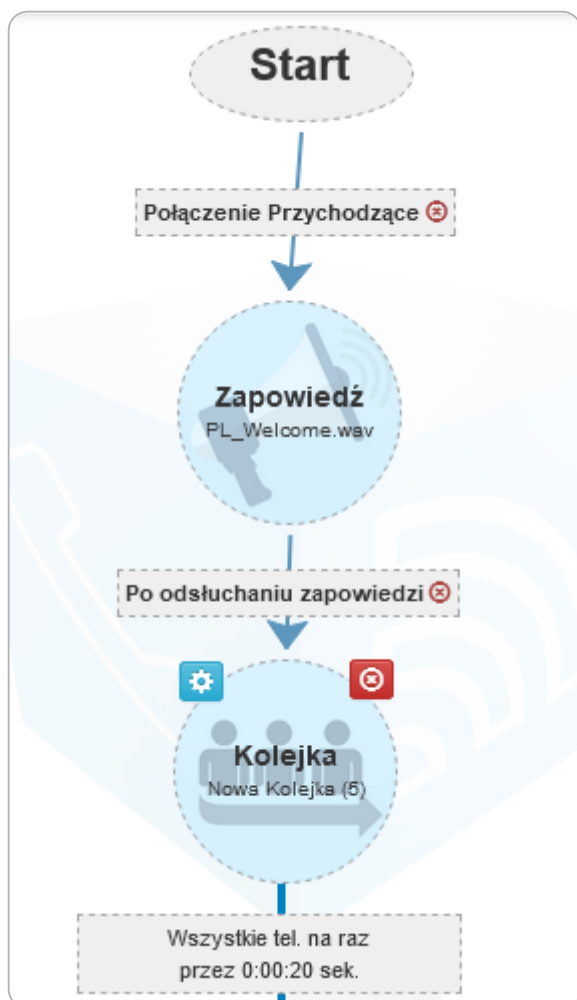 Start
Połączenie Przychodzące
Zapowiedź
PL_Welcome.wav
Po odsłuchaniu zapowiedzi
Kolejka
Nowa Kolejka (5)
Wszystkie tel. na raz
przez 0:00:20 sek.